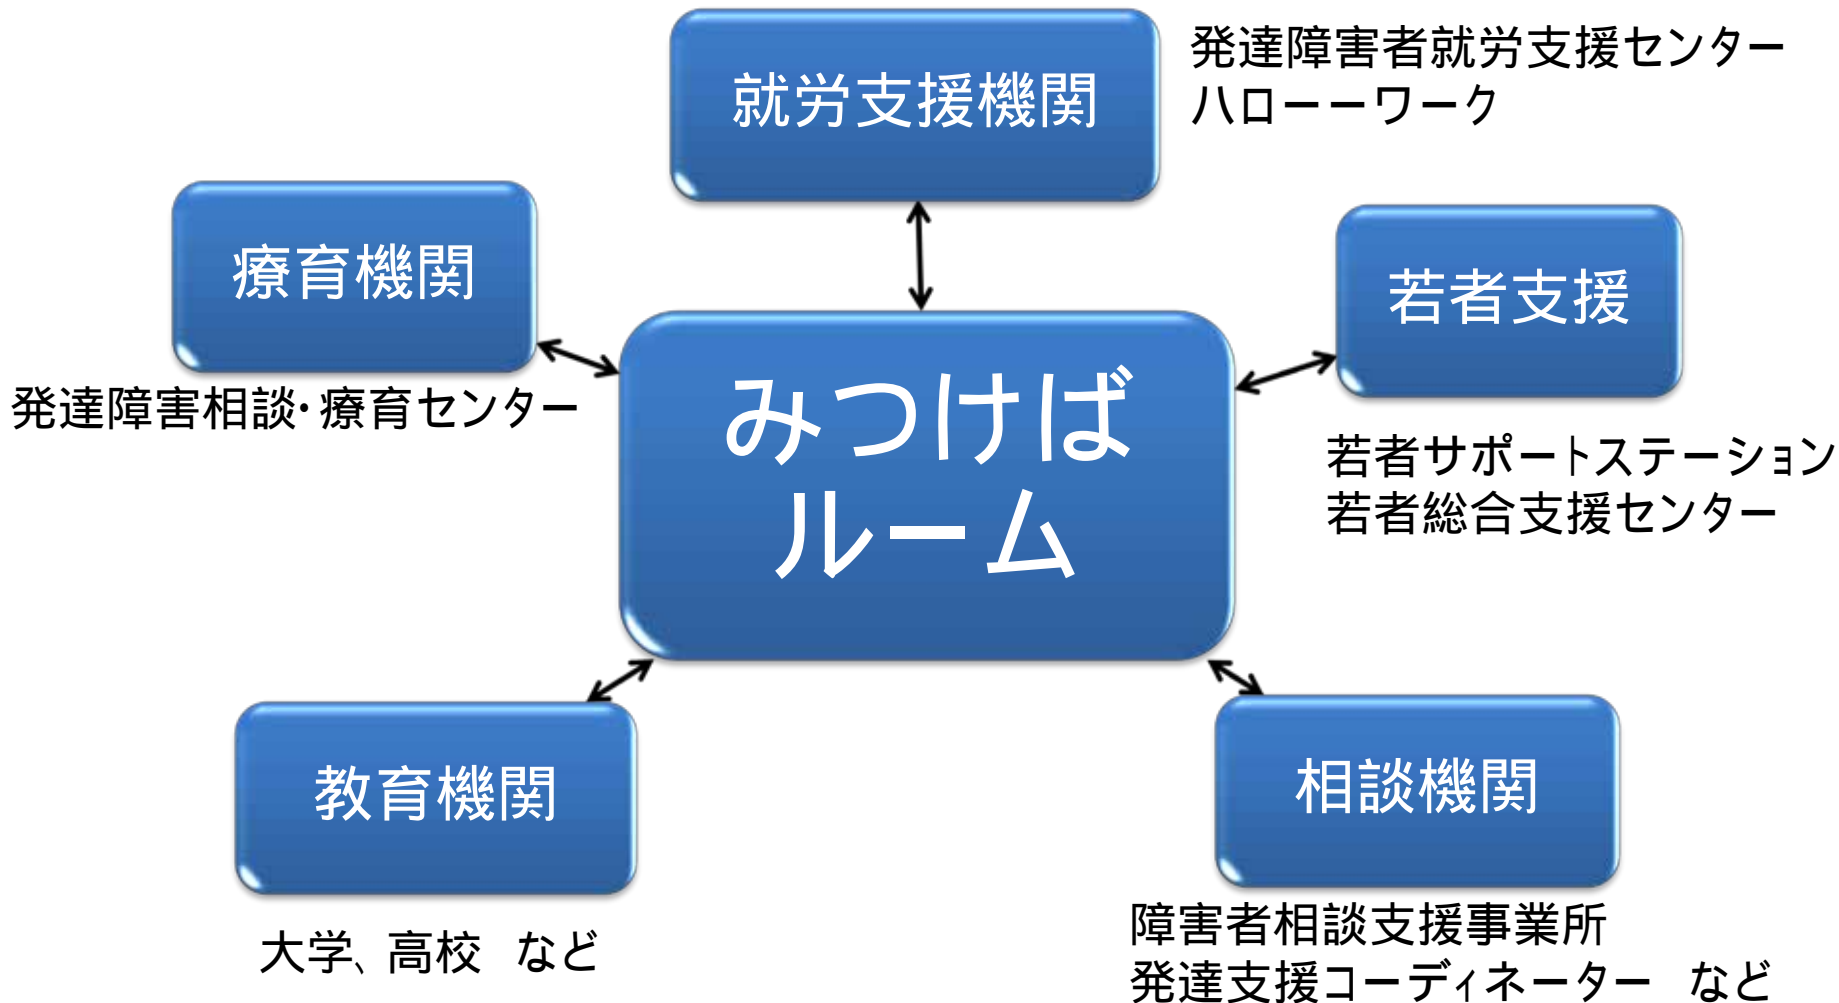 就労支援機関
発達障害者就労支援センター
ハローーワーク
療育機関
発達障害相談・療育センター
若者支援
若者サポートステーション
若者総合支援センター
みつけば
ルーム
教育機関
大学、高校　など
相談機関
障害者相談支援事業所
発達支援コーディネーター　など